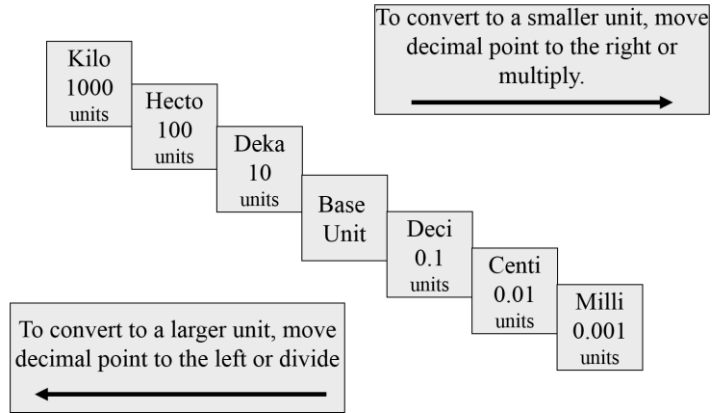 To convert to a smaller unit, move
decimal point to the right or
multiply.
Kilo
1000
units
Hecto
100
units
Deka
10
units
Base
Unit
Deci
0.1
units
Centi
0.01
units
Milli
0.001
units
To convert to a larger unit, move
decimal point to the left or divide